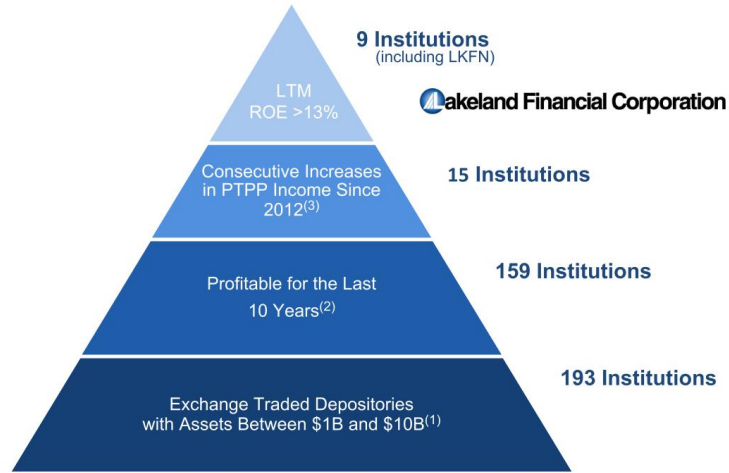 9 Institutions
(including LKFN)
LTM
ROE >13%
Lakeland Financial Corporation
Consecutive Increases
in PTPP Income Since
2012(3)
15 Institutions
159 Institutions
Profitable for the Last
10 Years(2)
193 Institutions
Exchange Traded Depositories
with Assets Between $1B and $10B(1)